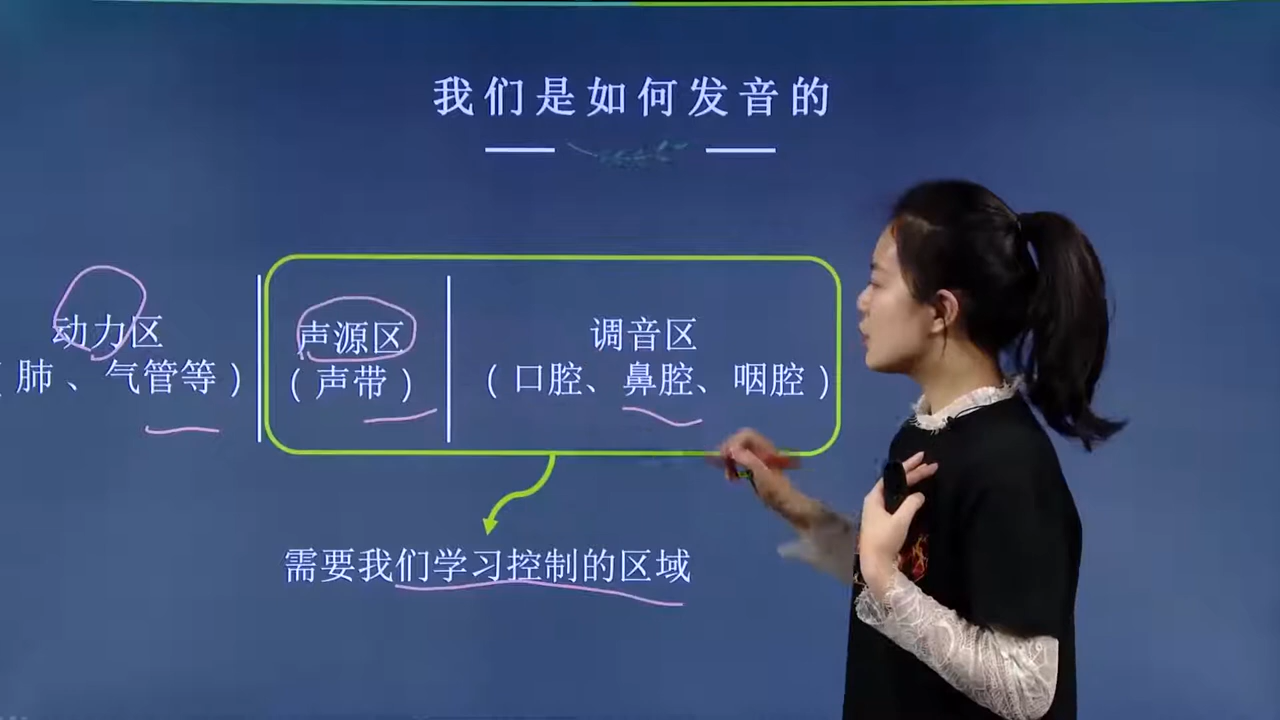 我们是如何发音的
动力区 声源区 调音区
(肺、气管等) (声带) (口腔、鼻腔、咽腔)
需要我们学习控制的区域